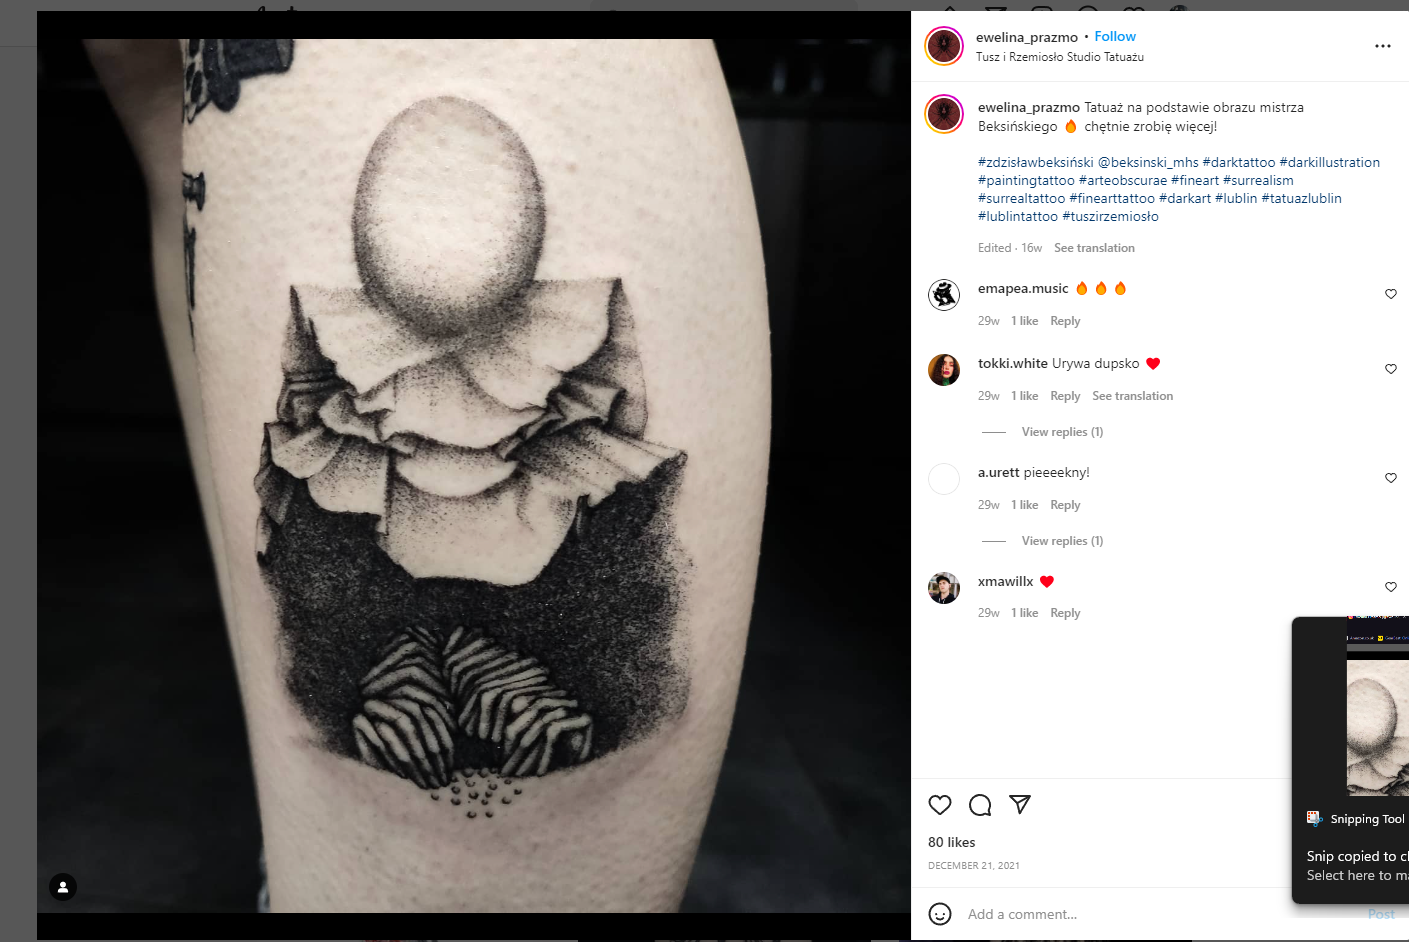 ewelina_prazmo • Follow
Tusz i Rzemiosło Studio Tatuażu
ewelina_prazmo Tatuaż na podstawie obrazu mistrza
Beksińskiego 🔥 chętnie zrobię więcej!
#zdzisławbeksiński @beksinski_mhs #darktattoo #darkillustration
#paintingtattoo #arteobscurae #fineart #surrealism
#surrealtattoo #finearttattoo #darkart #lublin #tatuazlublin
#lublintattoo #tuszirzemiosło
Edited · 16w See translation
emapea.music 🔥 🔥 🔥
29w 1 like Reply
tokki.white Urywa dupsko ♥
29w 1 like Reply See translation
View replies (1)
a.urett pieeeekny!
29w 1 like Reply
View replies (1)
xmawillx ♥
29w 1 like Reply
80 likes
DECEMBER 21, 2021
Add a comment...
Post
Snipping Tool
Snip copied to cl
Select here to ma